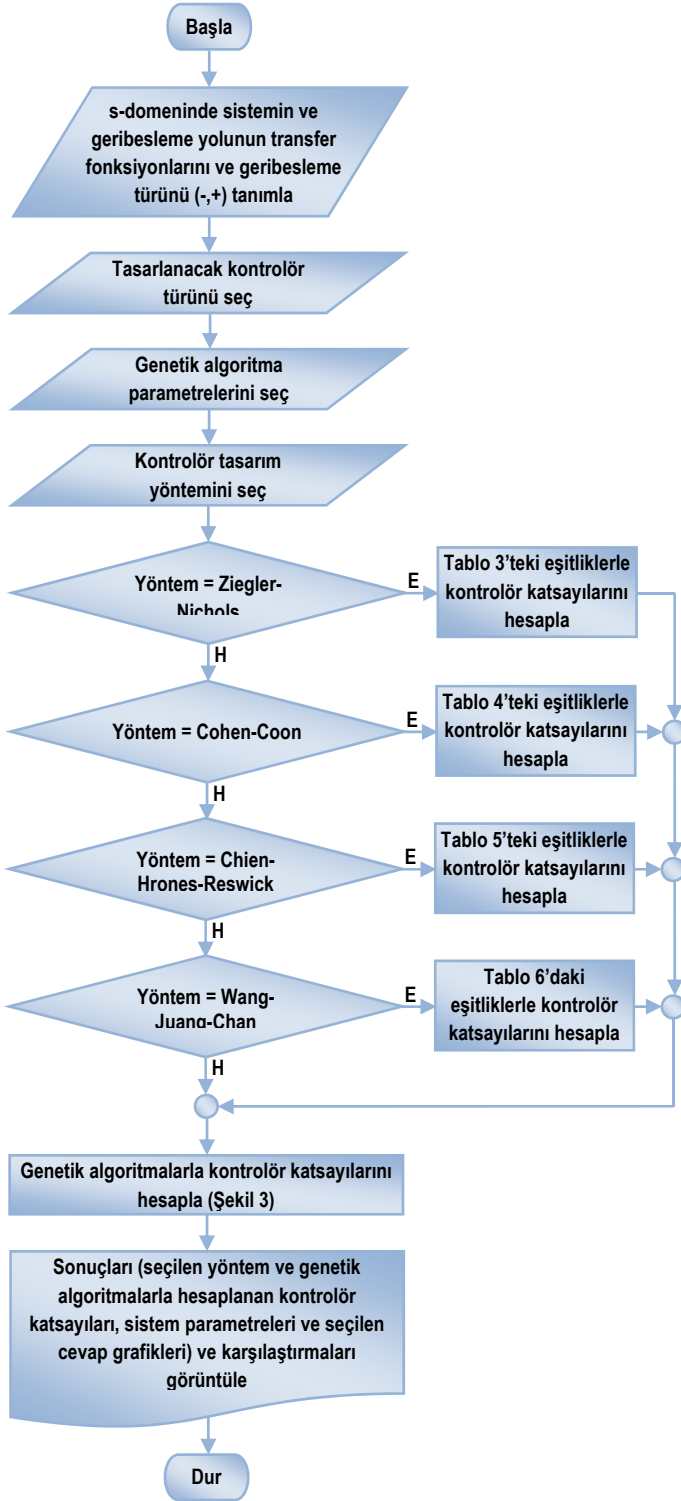 Başla
s-domeninde sistemin ve
geribesleme yolunun transfer
fonksiyonlarını ve geribesleme
türünü (-,+) tanımla
Tasarlanacak kontrolör
türünü seç
Genetik algoritma
parametrelerini seç
Kontrolör tasarım
yöntemini seç
Yöntem = Ziegler-
Nichols
E
Tablo 3’teki eşitliklerle
kontrolör katsayılarını
hesapla
H
Yöntem = Cohen-Coon
E
Tablo 4’teki eşitliklerle
kontrolör katsayılarını
hesapla
H
Yöntem = Chien-
Hrones-Reswick
E
Tablo 5’teki eşitliklerle
kontrolör katsayılarını
hesapla
H
Yöntem = Wang-
Juang-Chan
E
Tablo 6’daki
eşitliklerle kontrolör
katsayılarını hesapla
H
Genetik algoritmalarla kontrolör katsayılarını
hesapla (Şekil 3)
Sonuçları (seçilen yöntem ve genetik
algoritmalarla hesaplanan kontrolör
katsayıları, sistem parametreleri ve seçilen
cevap grafikleri) ve karşılaştırmaları
görüntüle
Dur